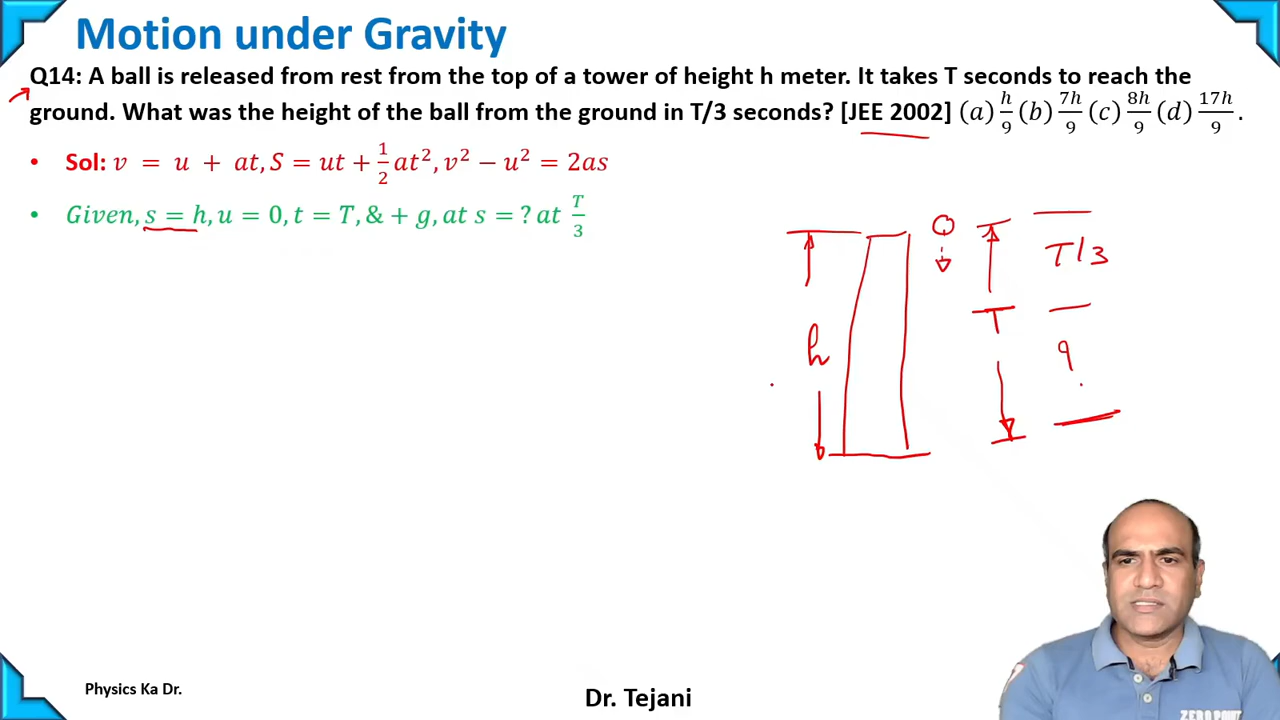 Motion under Gravity
Q14: A ball is released from rest from the top of a tower of height h meter. It takes T seconds to reach the
ground. What was the height of the ball from the ground in T/3 seconds? [JEE 2002] (a) h/9 (b) 7h/9 (c) 8h/9 (d) 17h/9 .
• Sol: v = u + at, S = ut + 1/2 at², v² − u² = 2as
• Given, s = h, u = 0, t = T, & + g, at s = ? at T/3
T/3
T
h
Physics Ka Dr.
Dr. Tejani